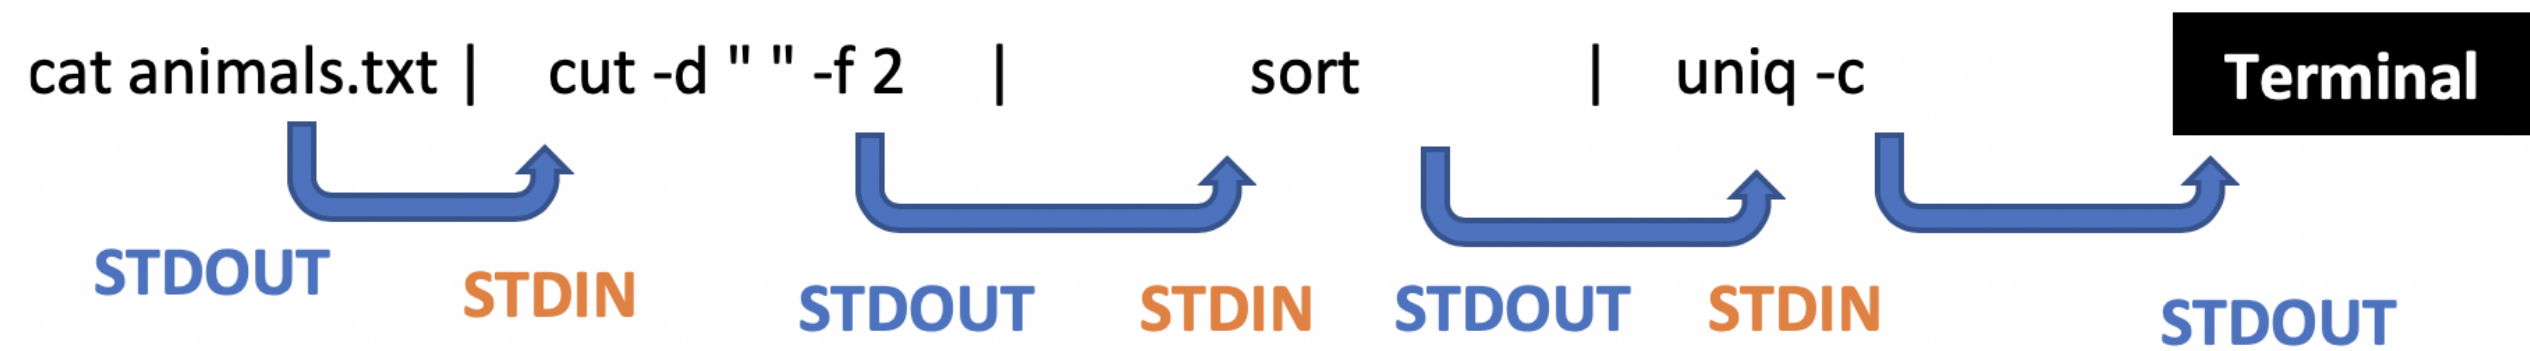 cat animals.txt | cut -d " " -f 2 | sort | uniq -c Terminal
STDOUT STDIN STDOUT STDIN STDOUT STDIN STDOUT